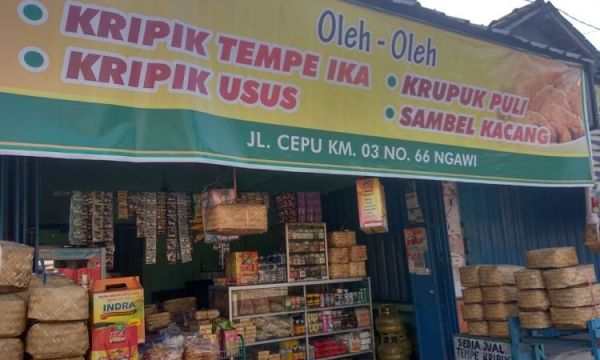 Oleh - Oleh
KRIPIK TEMPE IKA
KRIPIK USUS
KRUPUK PULI
SAMBEL KACANG
JL. CEPU KM. 03 NO. 66 NGAWI
INDRA
SEDIA JUAL
TEMPE KRIPIK